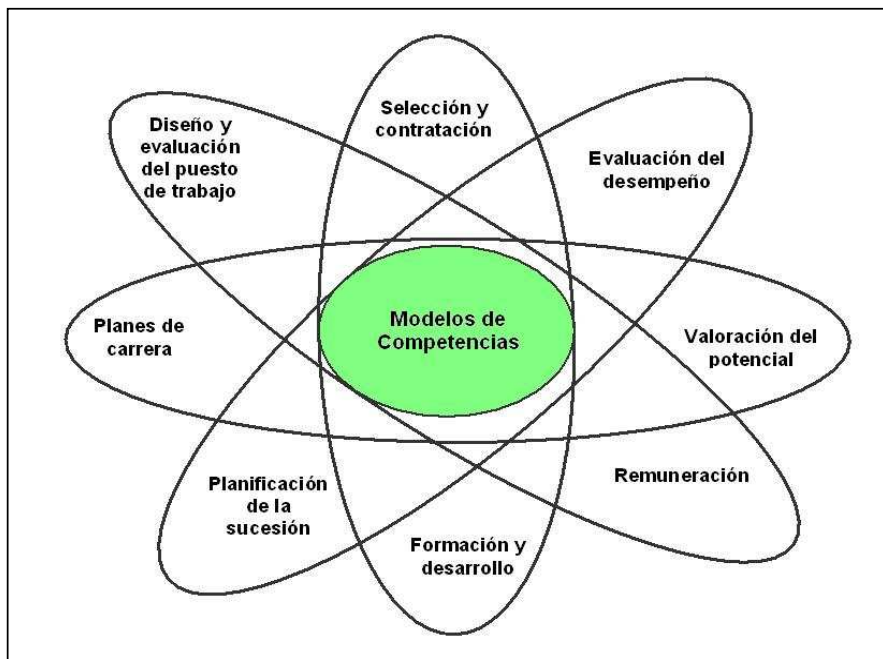 Selección y
contratación
Diseño y
evaluación
del puesto
de trabajo
Evaluación del
desempeño
Planes de
carrera
Modelos de
Competencias
Valoración del
potencial
Planificación
de la
sucesión
Remuneración
Formación y
desarrollo